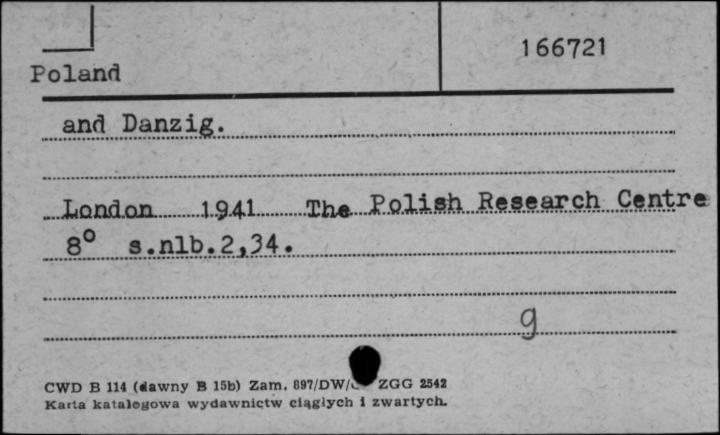 166721
Poland
and Danzig.
London 1941 The Polish Research Centre
8° s.nlb.2,34.
g
CWD B 114 (dawny B 15b) Zam. 897/DW/ ZGG 2542
Karta katalogowa wydawnictw ciągłych i zwartych.